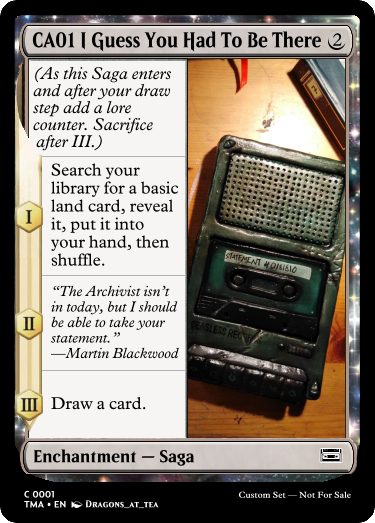 CA01 I Guess You Had To Be There 2
(As this Saga enters
and after your draw
step add a lore
counter. Sacrifice
after III.)
I
Search your
library for a basic
land card, reveal
it, put it into
your hand, then
shuffle.
II
"The Archivist isn't
in today, but I should
be able to take your
statement."
—Martin Blackwood
III
Draw a card.
STATEMENT # 0161610
Enchantment — Saga
C 0001
TMA • EN Dragons_at_tea
Custom Set — Not For Sale